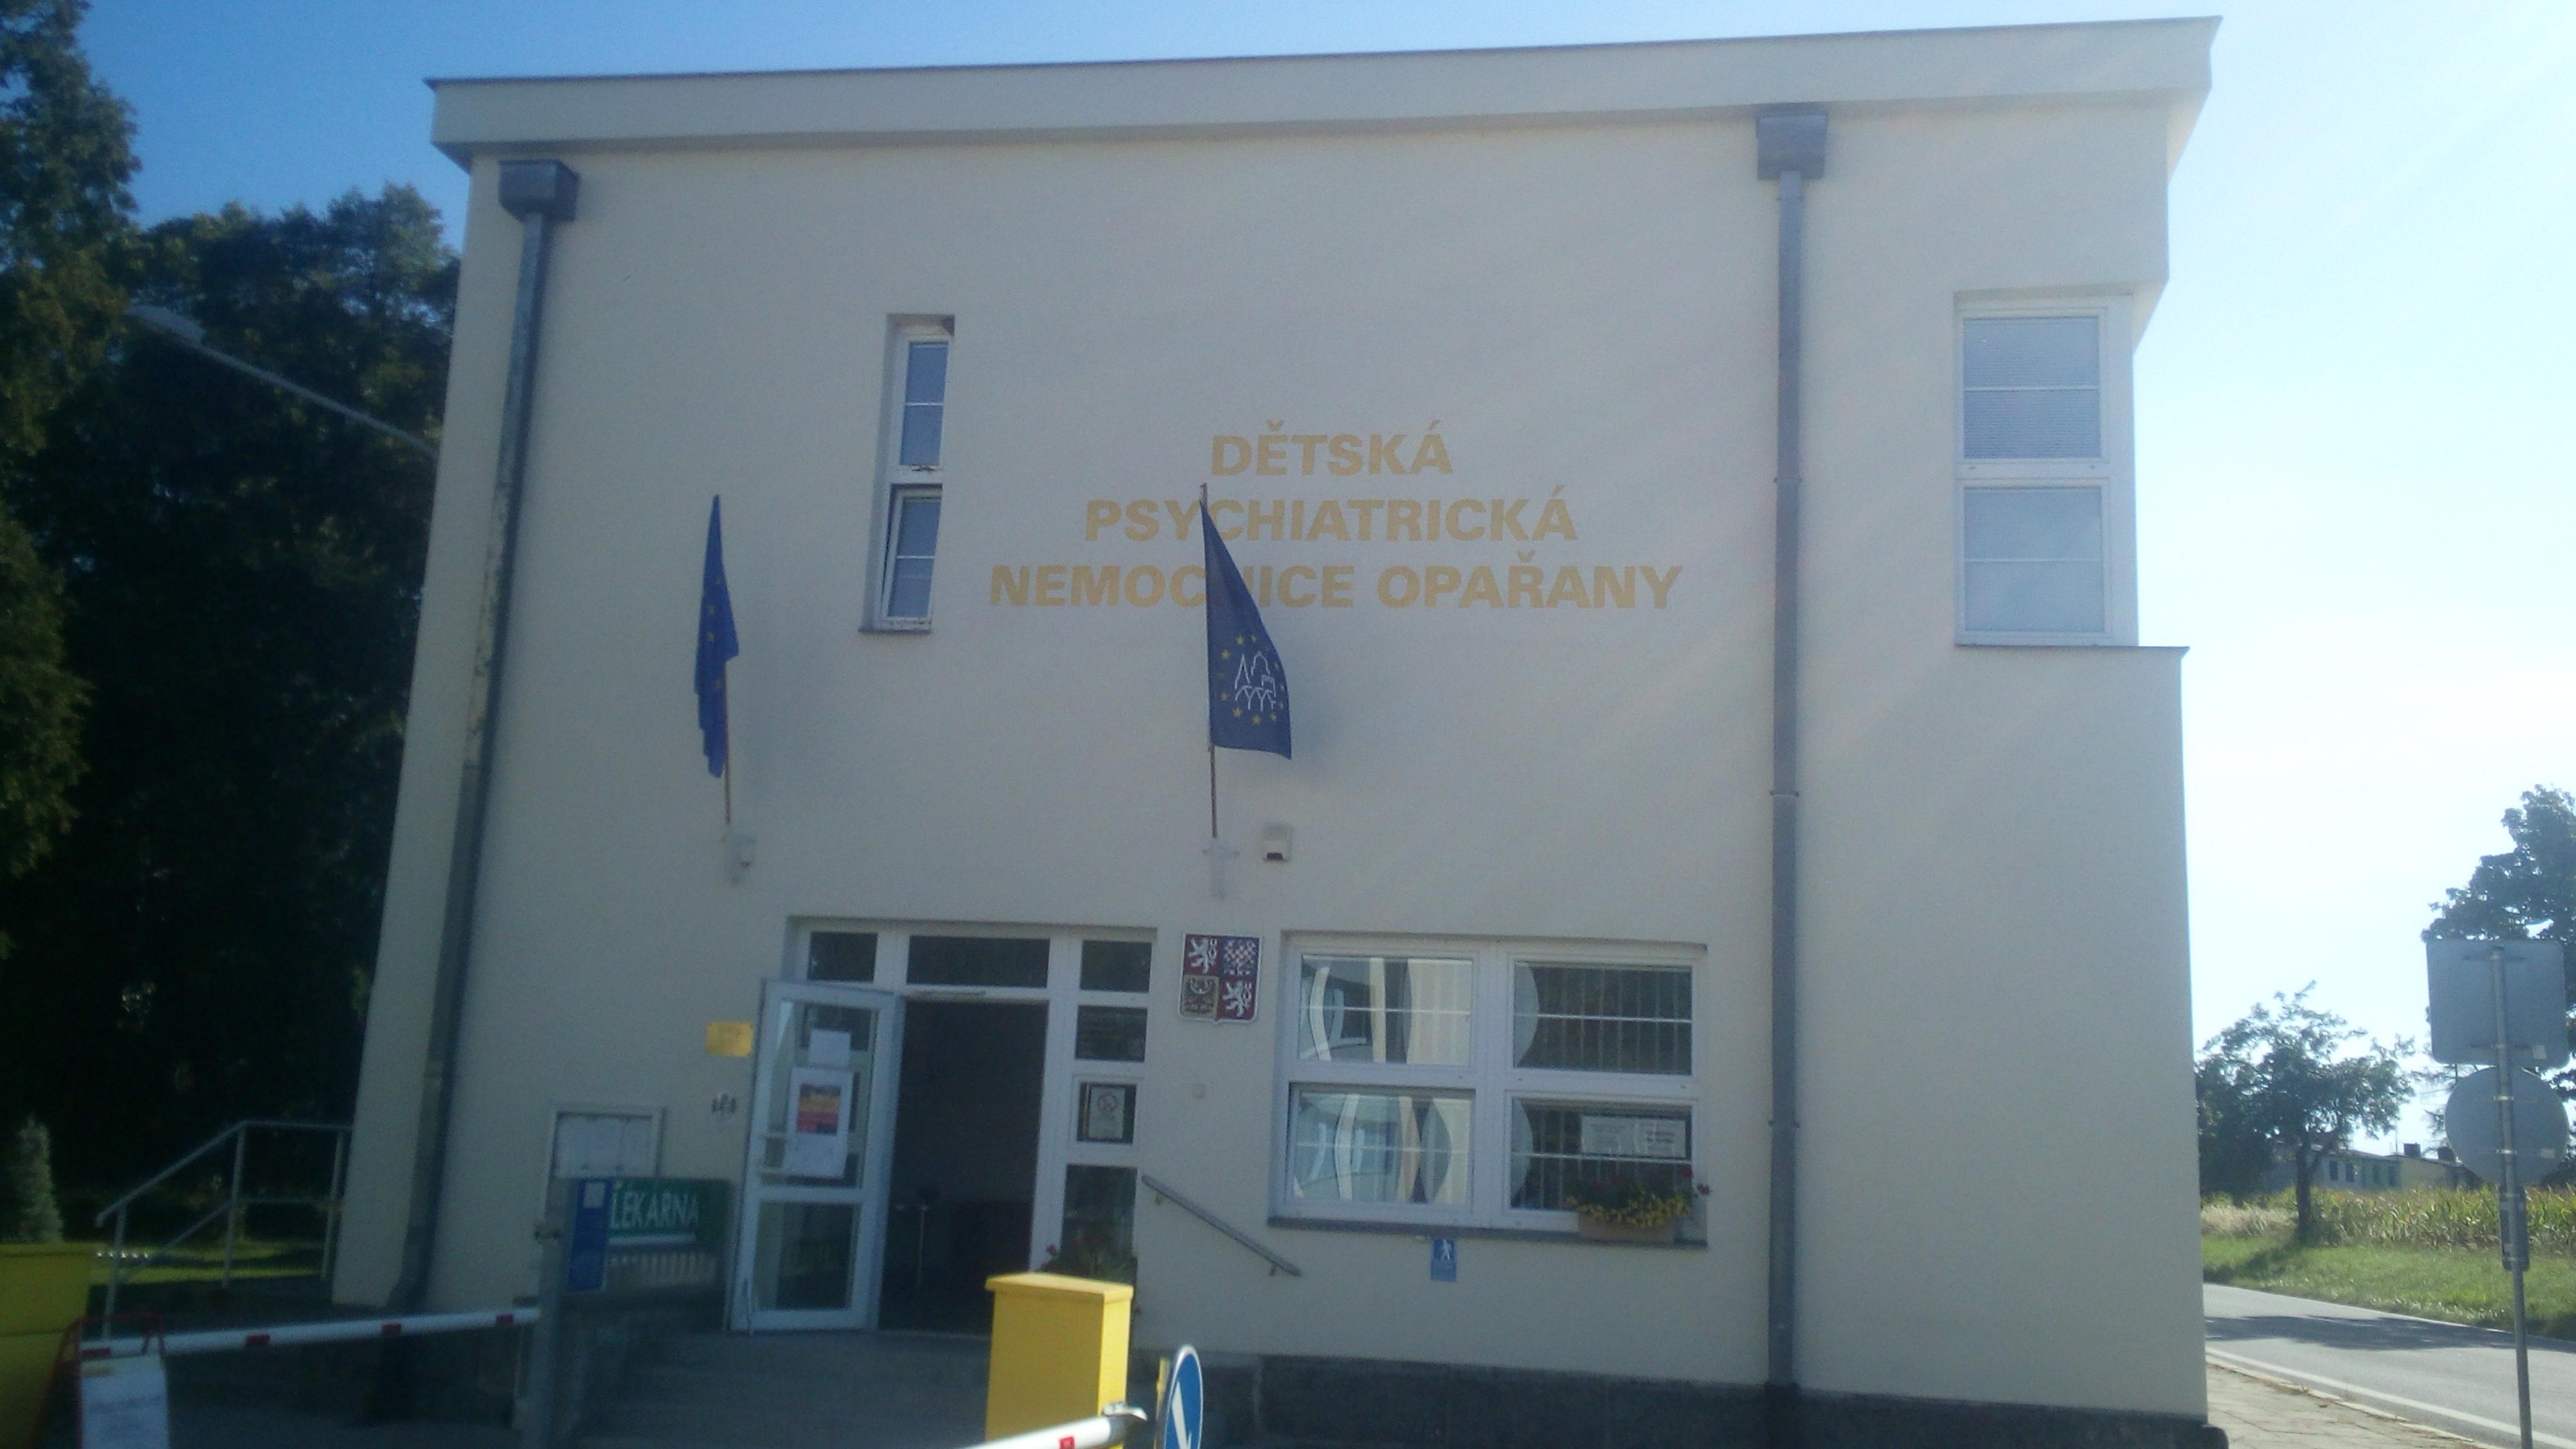 DĚTSKÁ
PSYCHIATRICKÁ
NEMOCNICE OPAŘANY
LÉKÁRNA